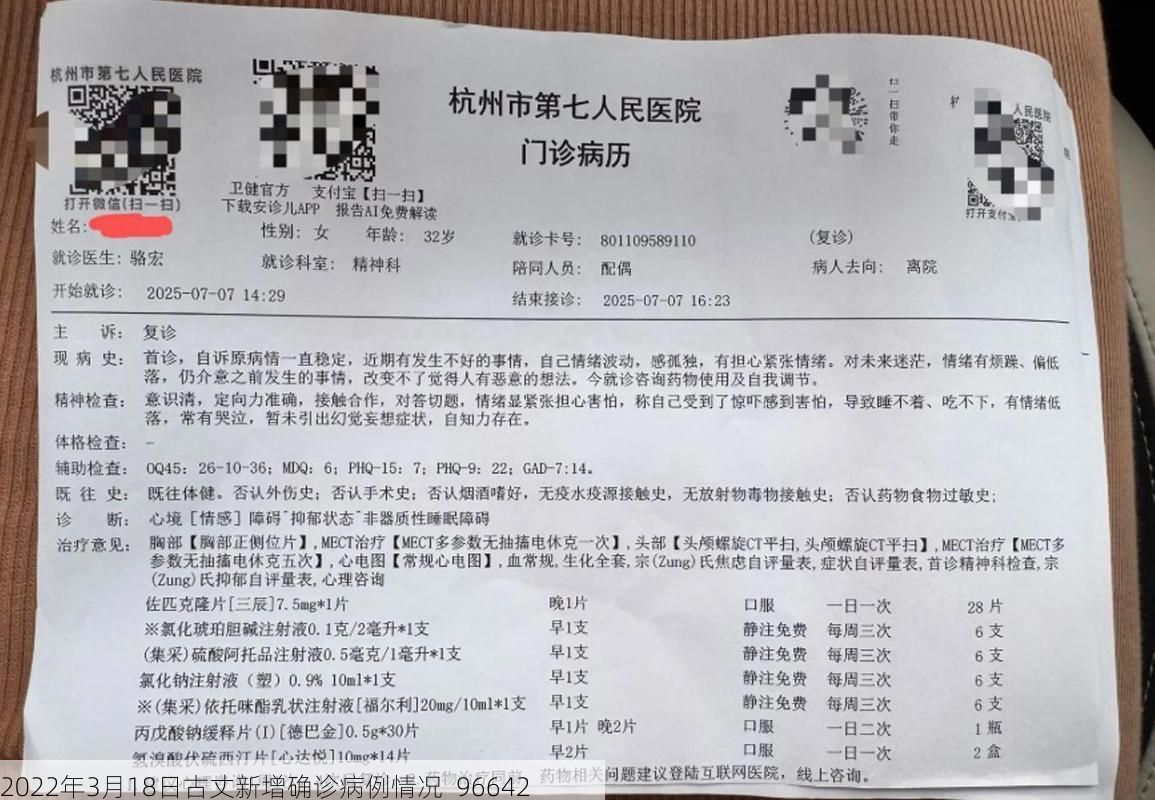 杭州市第七人民医院
打开微信(扫一扫)
卫健官方 支付宝【扫一扫】
下载安诊儿APP 报告AI免费解读
杭州市第七人民医院
门诊病历
扫一扫带你走
人民医院
打开支付宝
姓名:
性别: 女 年龄: 32岁 就诊卡号: 801109589110 (复诊)
就诊医生: 骆宏 就诊科室: 精神科 陪同人员: 配偶 病人去向: 离院
开始就诊: 2025-07-07 14:29 结束接诊: 2025-07-07 16:23
主 诉: 复诊
现 病 史: 首诊, 自诉原病情一直稳定, 近期有发生不好的事情, 自己情绪波动, 感孤独, 有担心紧张情绪。对未来迷茫, 情绪有烦躁、偏低
落, 仍介意之前发生的事情, 改变不了觉得人有恶意的想法。今就诊咨询药物使用及自我调节。
精神检查: 意识清, 定向力准确, 接触合作, 对答切题, 情绪显紧张担心害怕, 称自己受到了惊吓感到害怕, 导致睡不着、吃不下, 有情绪低
落, 常有哭泣, 暂未引出幻觉妄想症状, 自知力存在。
体格检查: -
辅助检查: OQ45: 26-10-36; MDQ: 6; PHQ-15: 7; PHQ-9: 22; GAD-7:14。
既 往 史: 既往体健。否认外伤史; 否认手术史; 否认烟酒嗜好, 无疫水疫源接触史, 无放射物毒物接触史; 否认药物食物过敏史;
诊 断: 心境[情感]障碍~抑郁状态~非器质性睡眠障碍
治疗意见: 胸部【胸部正侧位片】,MECT治疗【MECT多参数无抽搐电休克一次】,头部【头颅螺旋CT平扫,头颅螺旋CT平扫】,MECT治疗【MECT多
参数无抽搐电休克五次】,心电图【常规心电图】,血常规,生化全套,宗(Zung)氏焦虑自评量表,症状自评量表,首诊精神科检查,宗
(Zung)氏抑郁自评量表,心理咨询
佐匹克隆片[三辰]7.5mg*1片 晚1片 口服 一日一次 28 片
※氯化琥珀胆碱注射液0.1克/2毫升*1支 早1支 静注免费 每周三次 6 支
(集采)硫酸阿托品注射液0.5毫克/1毫升*1支 早1支 静注免费 每周三次 6 支
氯化钠注射液（塑）0.9% 10ml*1支 早1支 静注免费 每周三次 6 支
※(集采)依托咪酯乳状注射液[福尔利]20mg/10ml*1支 早1支 静注免费 每周三次 6 支
丙戊酸钠缓释片(I)[德巴金]0.5g*30片 早1片 晚2片 口服 一日二次 1 瓶
氢溴酸伏硫西汀片[心达悦]10mg*14片 早2片 口服 一日一次 2 盒
药物相关问题建议登陆互联网医院, 线上咨询。
2022年3月18日古丈新增确诊病例情况_96642